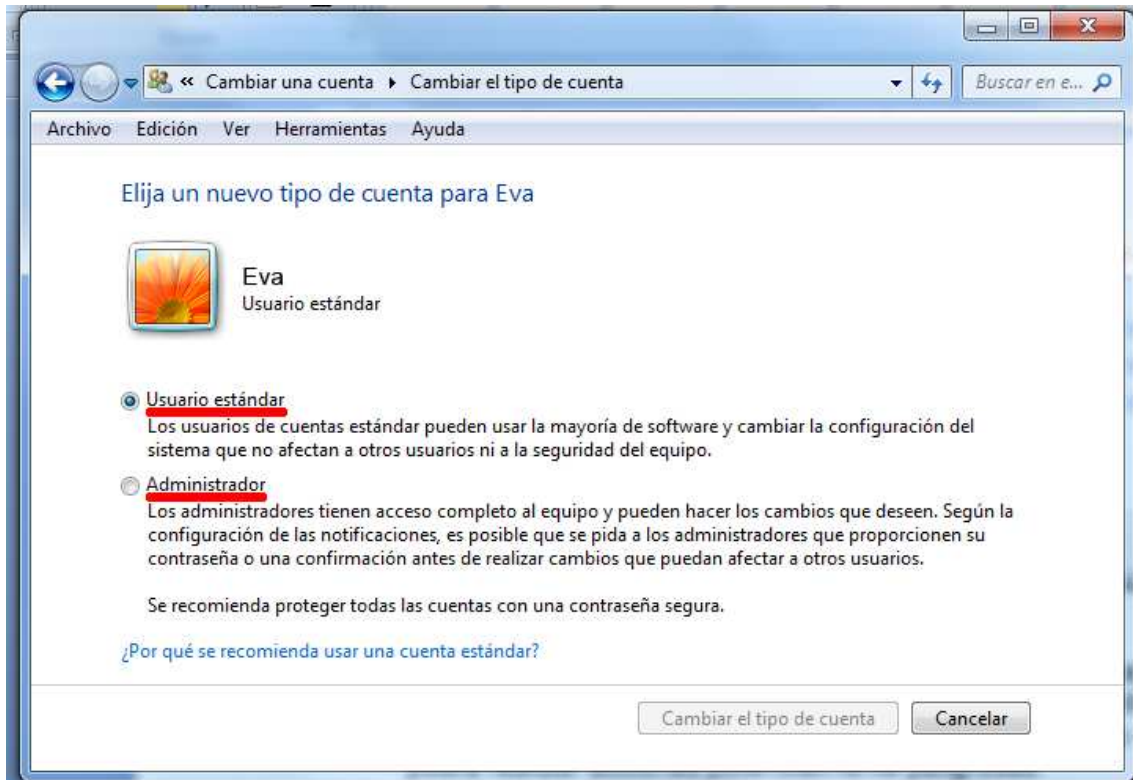 « Cambiar una cuenta ▸ Cambiar el tipo de cuenta
Buscar en e...
Archivo Edición Ver Herramientas Ayuda
Elija un nuevo tipo de cuenta para Eva
Eva
Usuario estándar
Usuario estándar
Los usuarios de cuentas estándar pueden usar la mayoría de software y cambiar la configuración del
sistema que no afectan a otros usuarios ni a la seguridad del equipo.
Administrador
Los administradores tienen acceso completo al equipo y pueden hacer los cambios que deseen. Según la
configuración de las notificaciones, es posible que se pida a los administradores que proporcionen su
contraseña o una confirmación antes de realizar cambios que puedan afectar a otros usuarios.
Se recomienda proteger todas las cuentas con una contraseña segura.
¿Por qué se recomienda usar una cuenta estándar?
Cambiar el tipo de cuenta Cancelar